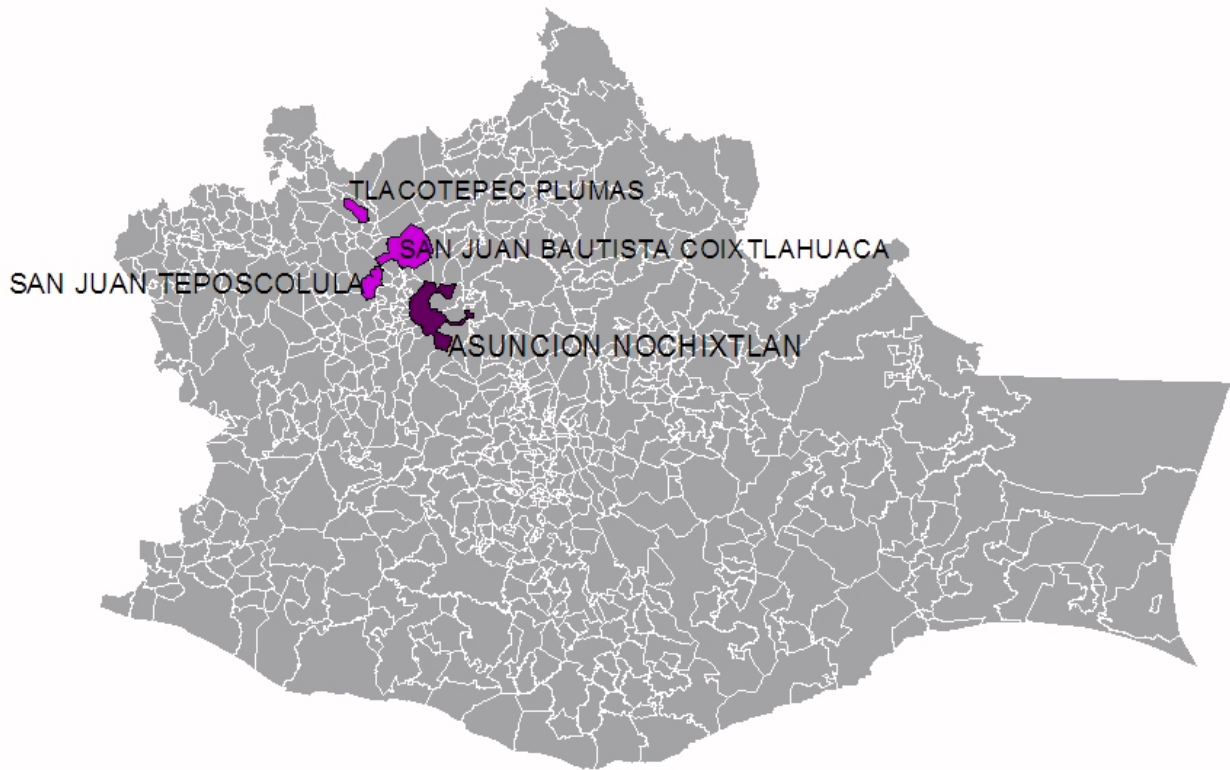 TLACOTEPEC PLUMAS
SAN JUAN BAUTISTA COIXTLAHUACA
SAN JUAN TEPOSCOLULA
ASUNCION NOCHIXTLAN